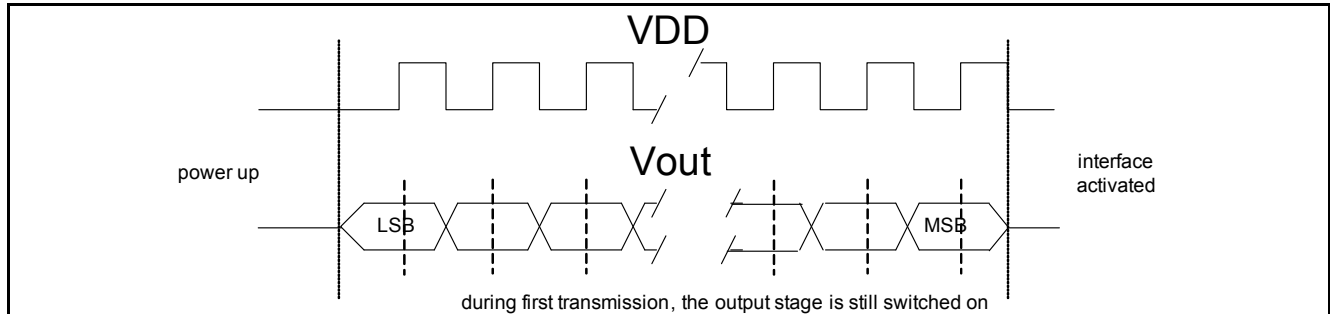 VDD
power up
Vout
interface
activated
LSB
MSB
during first transmission, the output stage is still switched on